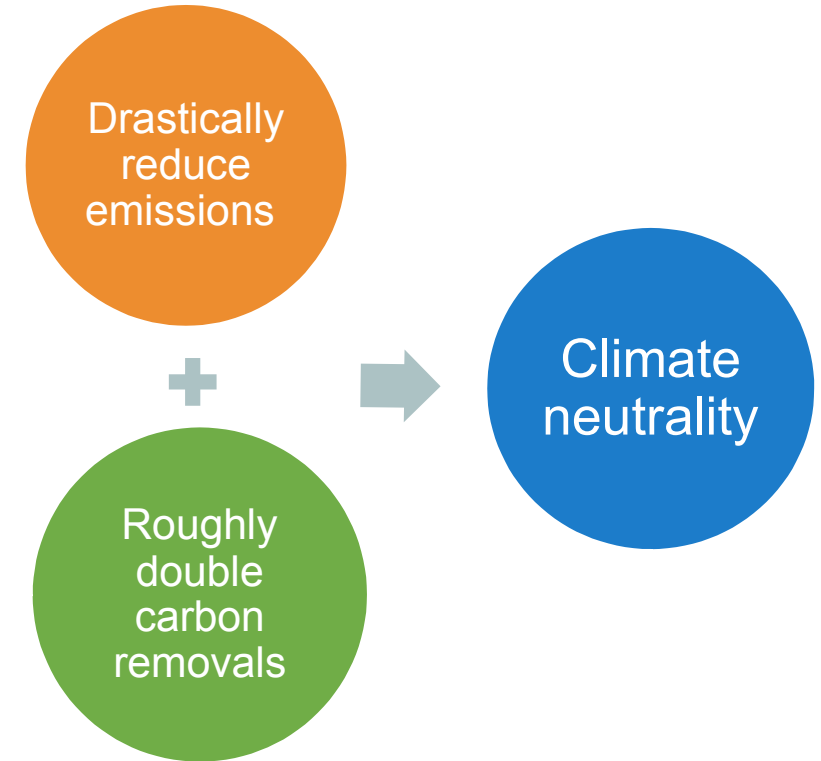 Drastically
reduce
emissions
Roughly
double
carbon
removals
Climate
neutrality